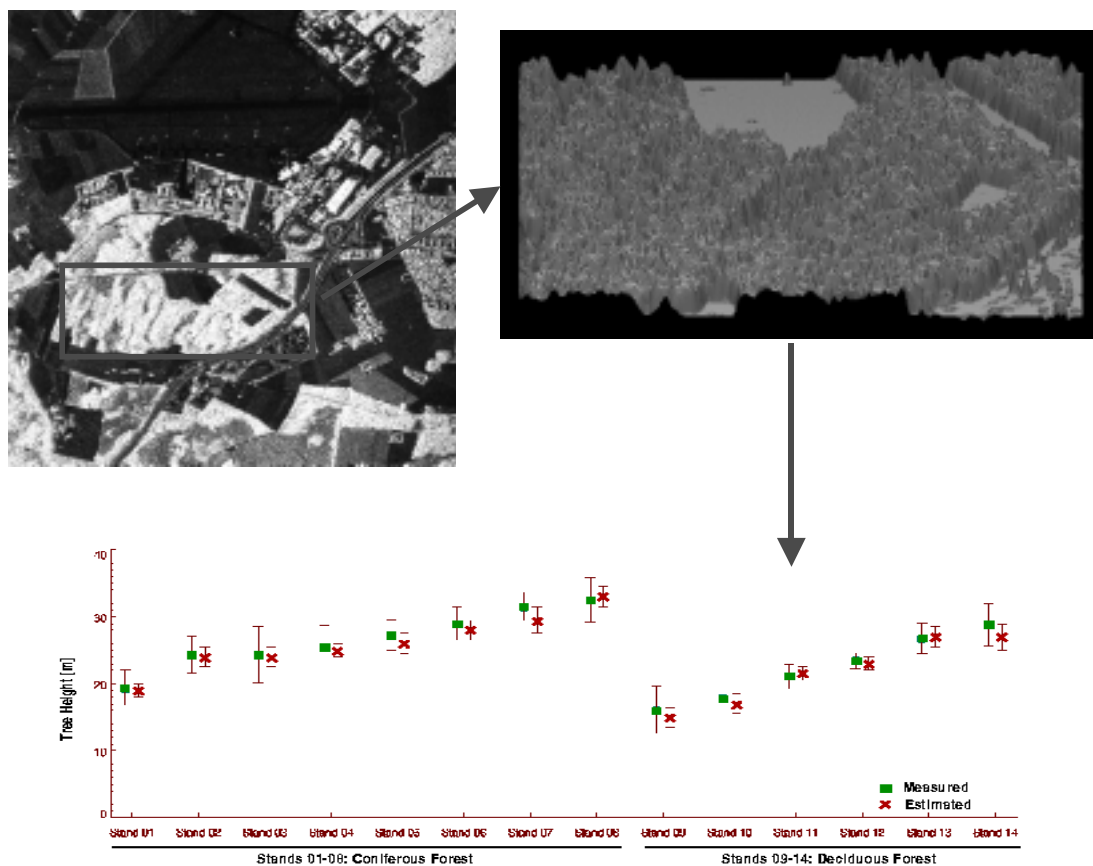 40
30
20
10
0
Tree Height [m]
Measured
Estimated
Stand 01 Stand 02 Stand 03 Stand 04 Stand 05 Stand 06 Stand 07 Stand 08 Stand 09 Stand 10 Stand 11 Stand 12 Stand 13 Stand 14
Stands 01-08: Coniferous Forest Stands 09-14: Deciduous Forest